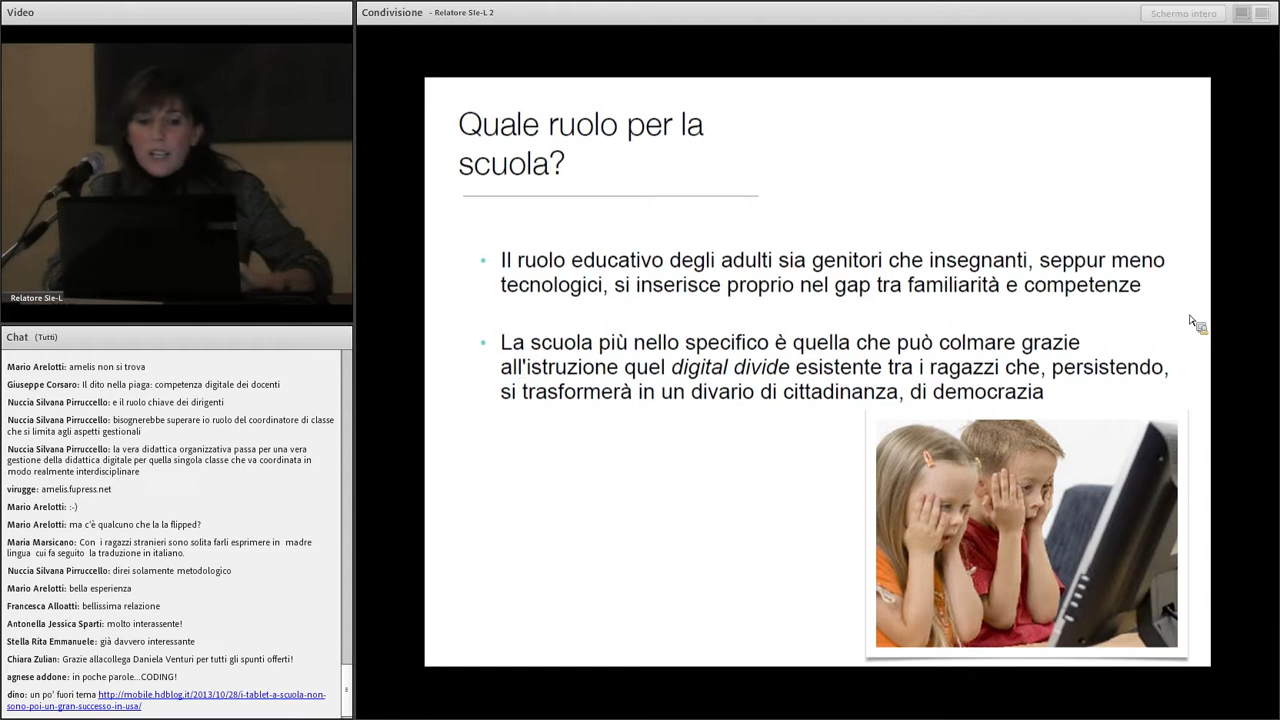 Video
Condivisione - Relatore SIe-L 2
Schermo intero
Relatore SIe-L
Quale ruolo per la
scuola?
• Il ruolo educativo degli adulti sia genitori che insegnanti, seppur meno
tecnologici, si inserisce proprio nel gap tra familiarità e competenze
• La scuola più nello specifico è quella che può colmare grazie
all'istruzione quel digital divide esistente tra i ragazzi che, persistendo,
si trasformerà in un divario di cittadinanza, di democrazia
Chat (Tutti)
Mario Arelotti: amelis non si trova
Giuseppe Corsaro: Il dito nella piaga: competenza digitale dei docenti
Nuccia Silvana Pirruccello: e il ruolo chiave dei dirigenti
Nuccia Silvana Pirruccello: bisognerebbe superare io ruolo del coordinatore di classe
che si limita agli aspetti gestionali
Nuccia Silvana Pirruccello: la vera didattica organizzativa passa per una vera
gestione della didattica digitale per quella singola classe che va coordinata in
modo realmente interdisciplinare
virugge: amelis.fupress.net
Mario Arelotti: :-)
Mario Arelotti: ma c'è qualcuno che la la flipped?
Maria Marsicano: Con i ragazzi stranieri sono solita farli esprimere in madre
lingua cui fa seguito la traduzione in italiano.
Nuccia Silvana Pirruccello: direi solamente metodologico
Mario Arelotti: bella esperienza
Francesca Alloatti: bellissima relazione
Antonella Jessica Sparti: molto interassente!
Stella Rita Emmanuele: già davvero interessante
Chiara Zulian: Grazie allacollega Daniela Venturi per tutti gli spunti offerti!
agnese addone: in poche parole...CODING!
dino: un po' fuori tema http://mobile.hdblog.it/2013/10/28/i-tablet-a-scuola-non-
sono-poi-un-gran-successo-in-usa/